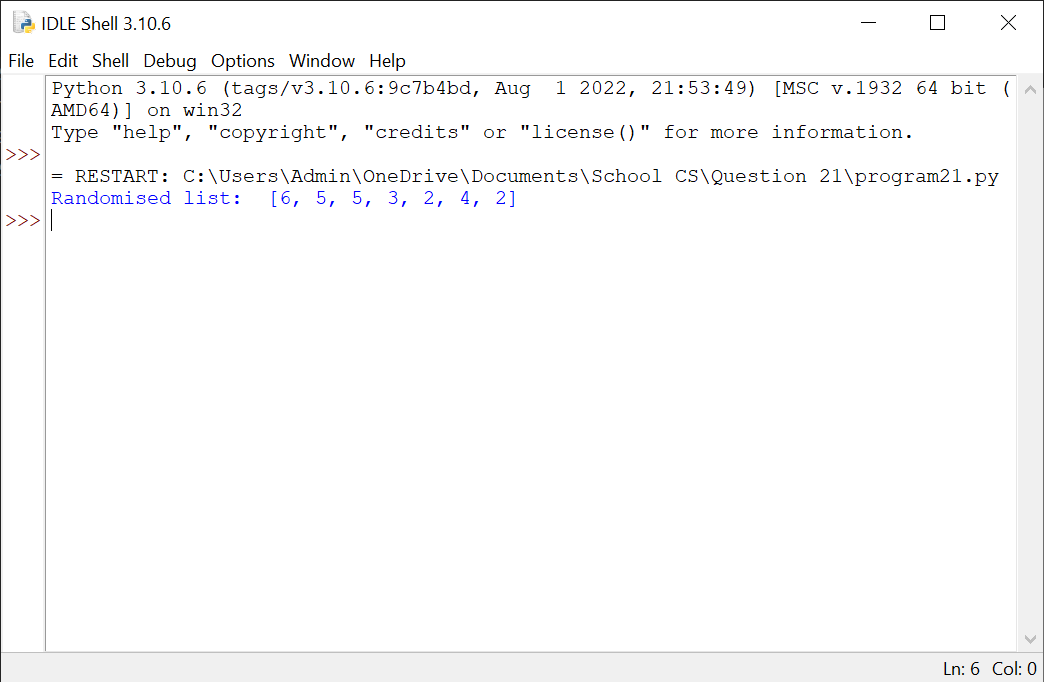 IDLE Shell 3.10.6
File Edit Shell Debug Options Window Help
Python 3.10.6 (tags/v3.10.6:9c7b4bd, Aug  1 2022, 21:53:49) [MSC v.1932 64 bit (
AMD64)] on win32
Type "help", "copyright", "credits" or "license()" for more information.
>>>
= RESTART: C:\Users\Admin\OneDrive\Documents\School CS\Question 21\program21.py
Randomised list:  [6, 5, 5, 3, 2, 4, 2]
>>>
Ln: 6 Col: 0